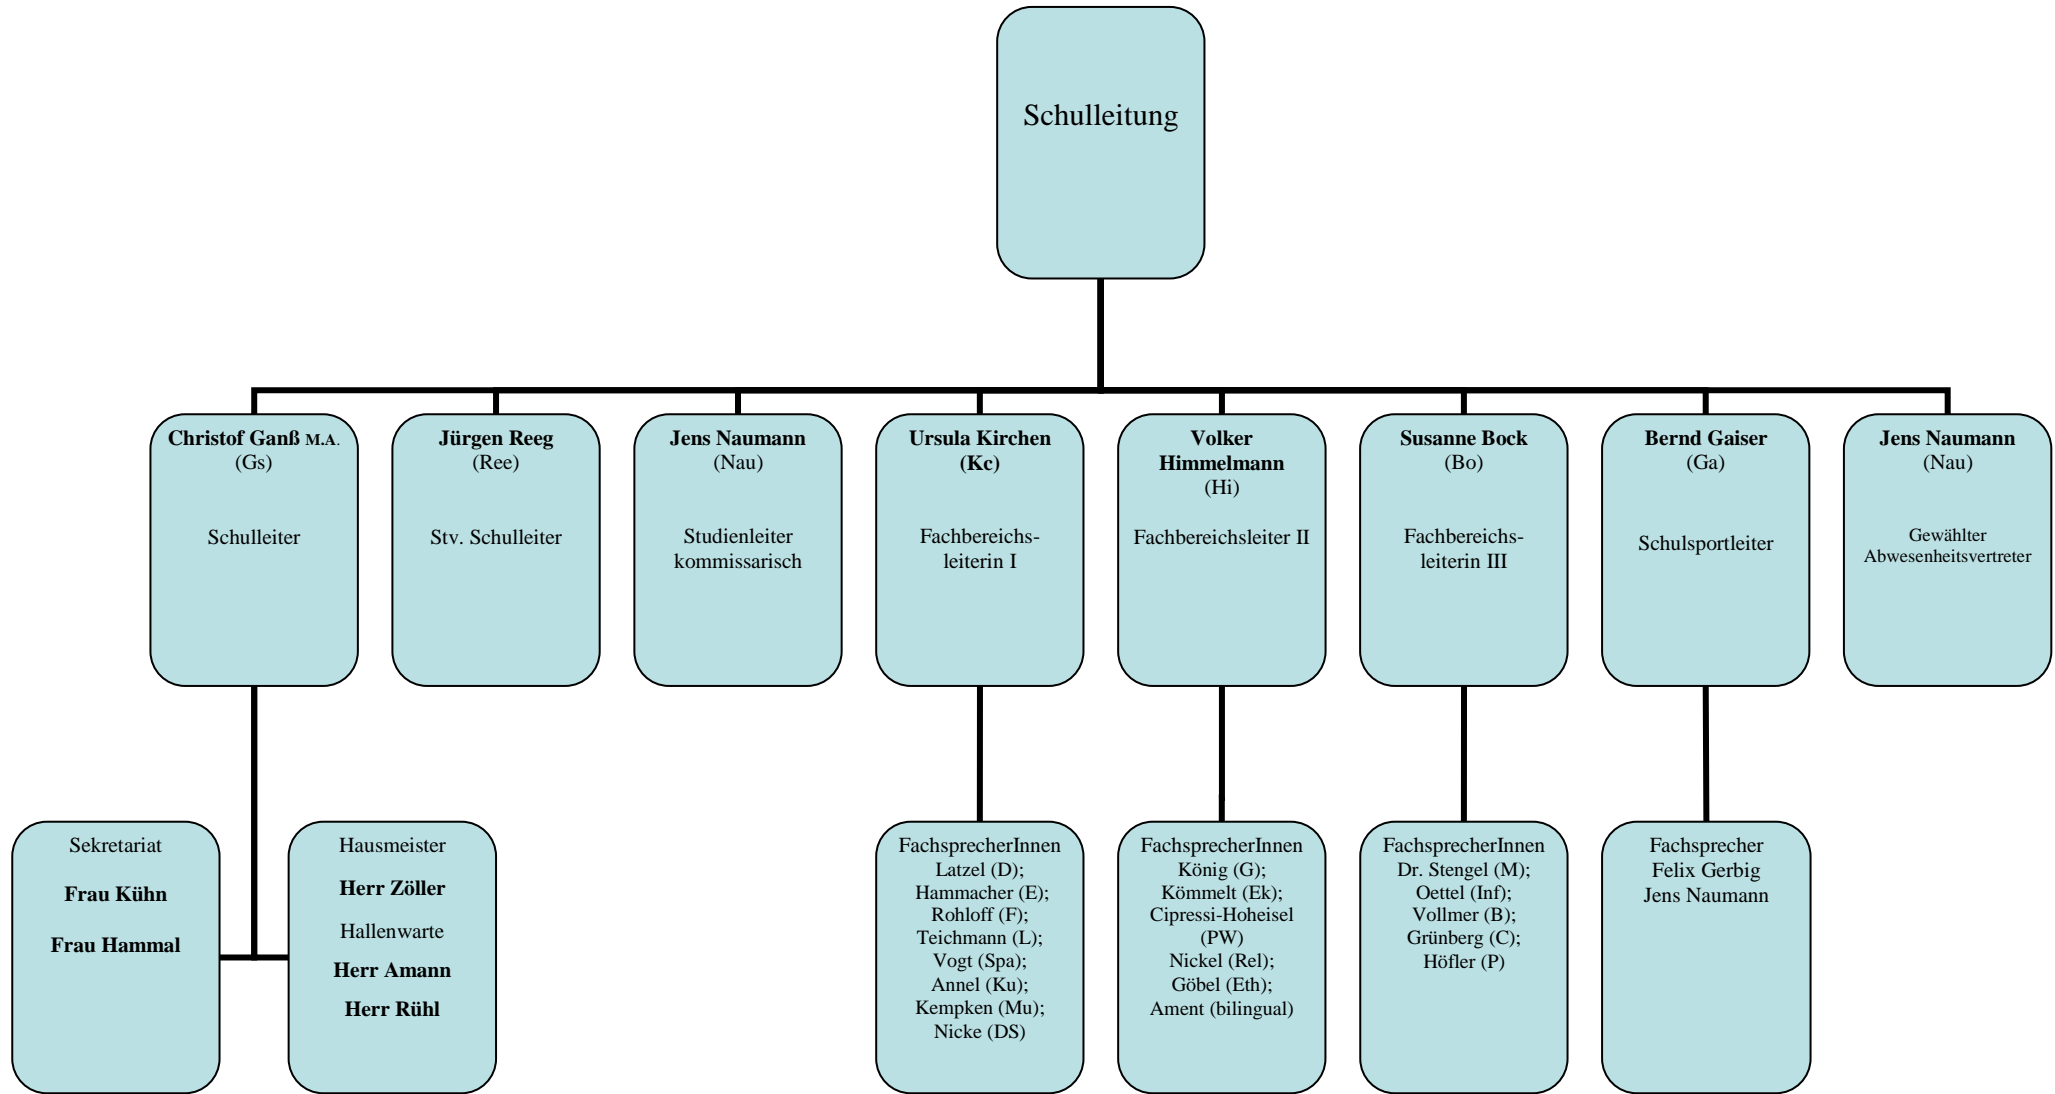 Schulleitung
Christof Ganß M.A.
(Gs)
Schulleiter
Jürgen Reeg
(Ree)
Stv. Schulleiter
Jens Naumann
(Nau)
Studienleiter
kommissarisch
Ursula Kirchen
(Kc)
Fachbereichs-
leiterin I
Volker
Himmelmann
(Hi)
Fachbereichsleiter II
Susanne Bock
(Bo)
Fachbereichs-
leiterin III
Bernd Gaiser
(Ga)
Schulsportleiter
Jens Naumann
(Nau)
Gewählter
Abwesenheitsvertreter
Sekretariat
Frau Kühn
Frau Hammal
Hausmeister
Herr Zöller
Hallenwarte
Herr Amann
Herr Rühl
FachsprecherInnen
Latzel (D);
Hammacher (E);
Rohloff (F);
Teichmann (L);
Vogt (Spa);
Annel (Ku);
Kempken (Mu);
Nicke (DS)
FachsprecherInnen
König (G);
Kömmelt (Ek);
Cipressi-Hoheisel
(PW)
Nickel (Rel);
Göbel (Eth);
Ament (bilingual)
FachsprecherInnen
Dr. Stengel (M);
Oettel (Inf);
Vollmer (B);
Grünberg (C);
Höfler (P)
Fachsprecher
Felix Gerbig
Jens Naumann